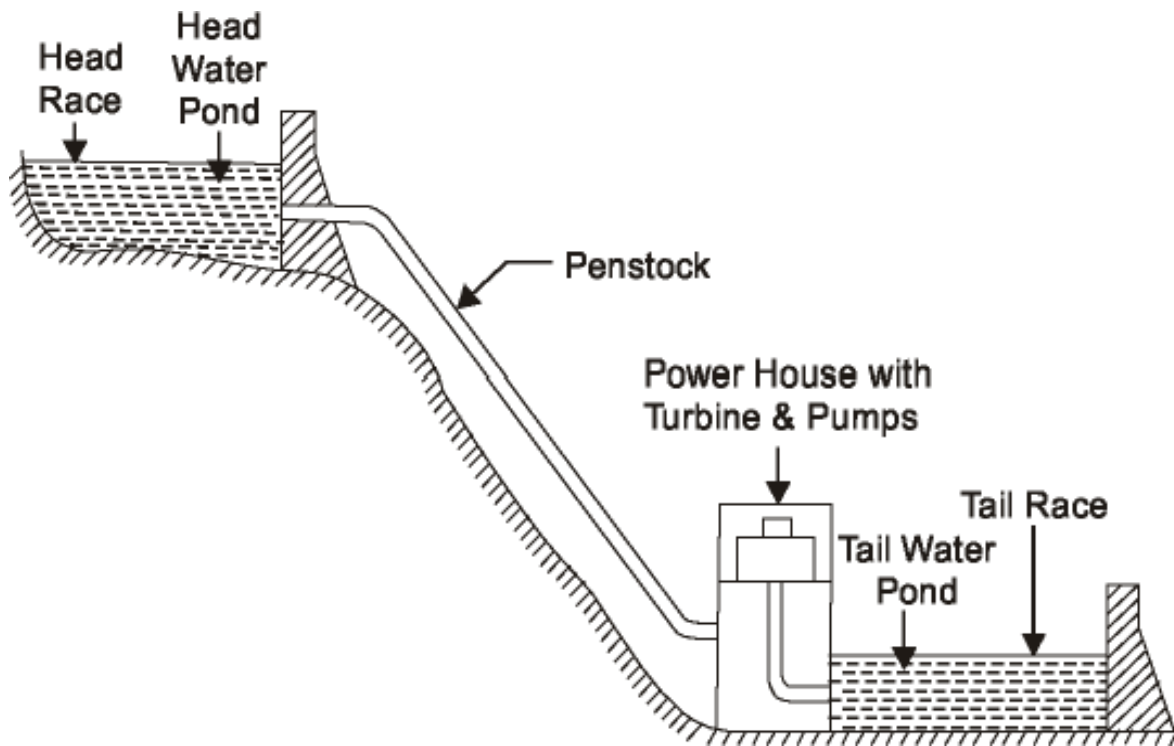 Head
Race
Head
Water
Pond
Penstock
Power House with
Turbine & Pumps
Tail Race
Tail Water
Pond